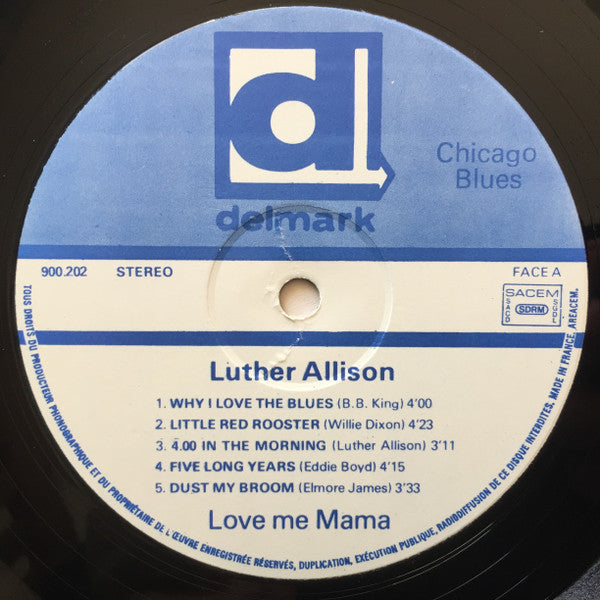 d
delmark
Chicago
Blues
900.202 STEREO
FACE A
SACEM
SACD
SDRM
SGDL
Luther Allison
1. WHY I LOVE THE BLUES (B.B. King) 4'00
2. LITTLE RED ROOSTER (Willie Dixon) 4'23
3. 4.00 IN THE MORNING (Luther Allison) 3'11
4. FIVE LONG YEARS (Eddie Boyd) 4'15
5. DUST MY BROOM (Elmore James) 3'33
Love me Mama
TOUS DROITS DU PRODUCTEUR PHONOGRAPHIQUE ET DU PROPRIÉTAIRE DE L'ŒUVRE ENREGISTRÉE RÉSERVÉS, DUPLICATION, EXÉCUTION PUBLIQUE, RADIODIFFUSION DE CE DISQUE INTERDITES. MADE IN FRANCE, AREACEM.